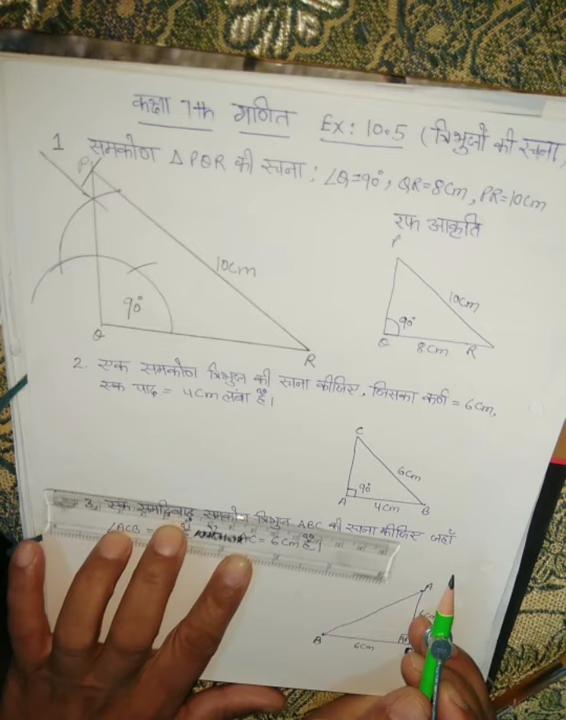 कक्षा 7th गणित Ex: 10.5 (त्रिभुजों की रचना)
1 समकोण △PQR की रचना; ∠Q=90°, QR=8cm, PR=10cm
रफ आकृति
P
10cm
90°
Q
R
P
10cm
90°
Q 8cm R
2. एक समकोण त्रिभुज की रचना कीजिए, जिसका कर्ण = 6cm,
एक पाद = 4cm लंबा है।
C
6cm
90°
A 4cm B
3. एक समद्विबाहु समकोण त्रिभुज ABC की रचना कीजिए जहाँ
∠ACB = AC = 6cm है।
A
B 6cm